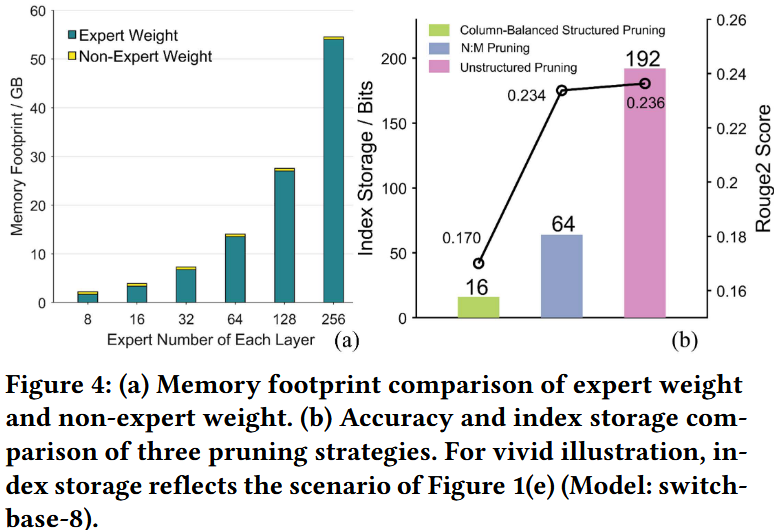 60
50
40
30
20
10
0
Memory Footprint / GB
Expert Weight
Non-Expert Weight
8 16 32 64 128 256
Expert Number of Each Layer
(a)
Column-Balanced Structured Pruning
N:M Pruning
Unstructured Pruning
200
150
100
50
0
Index Storage / Bits
0.170
0.234
0.236
16
64
192
0.26
0.24
0.22
0.2
0.18
0.16
Rouge2 Score
(b)
Figure 4: (a) Memory footprint comparison of expert weight
and non-expert weight. (b) Accuracy and index storage com-
parison of three pruning strategies. For vivid illustration, in-
dex storage reflects the scenario of Figure 1(e) (Model: switch-
base-8).